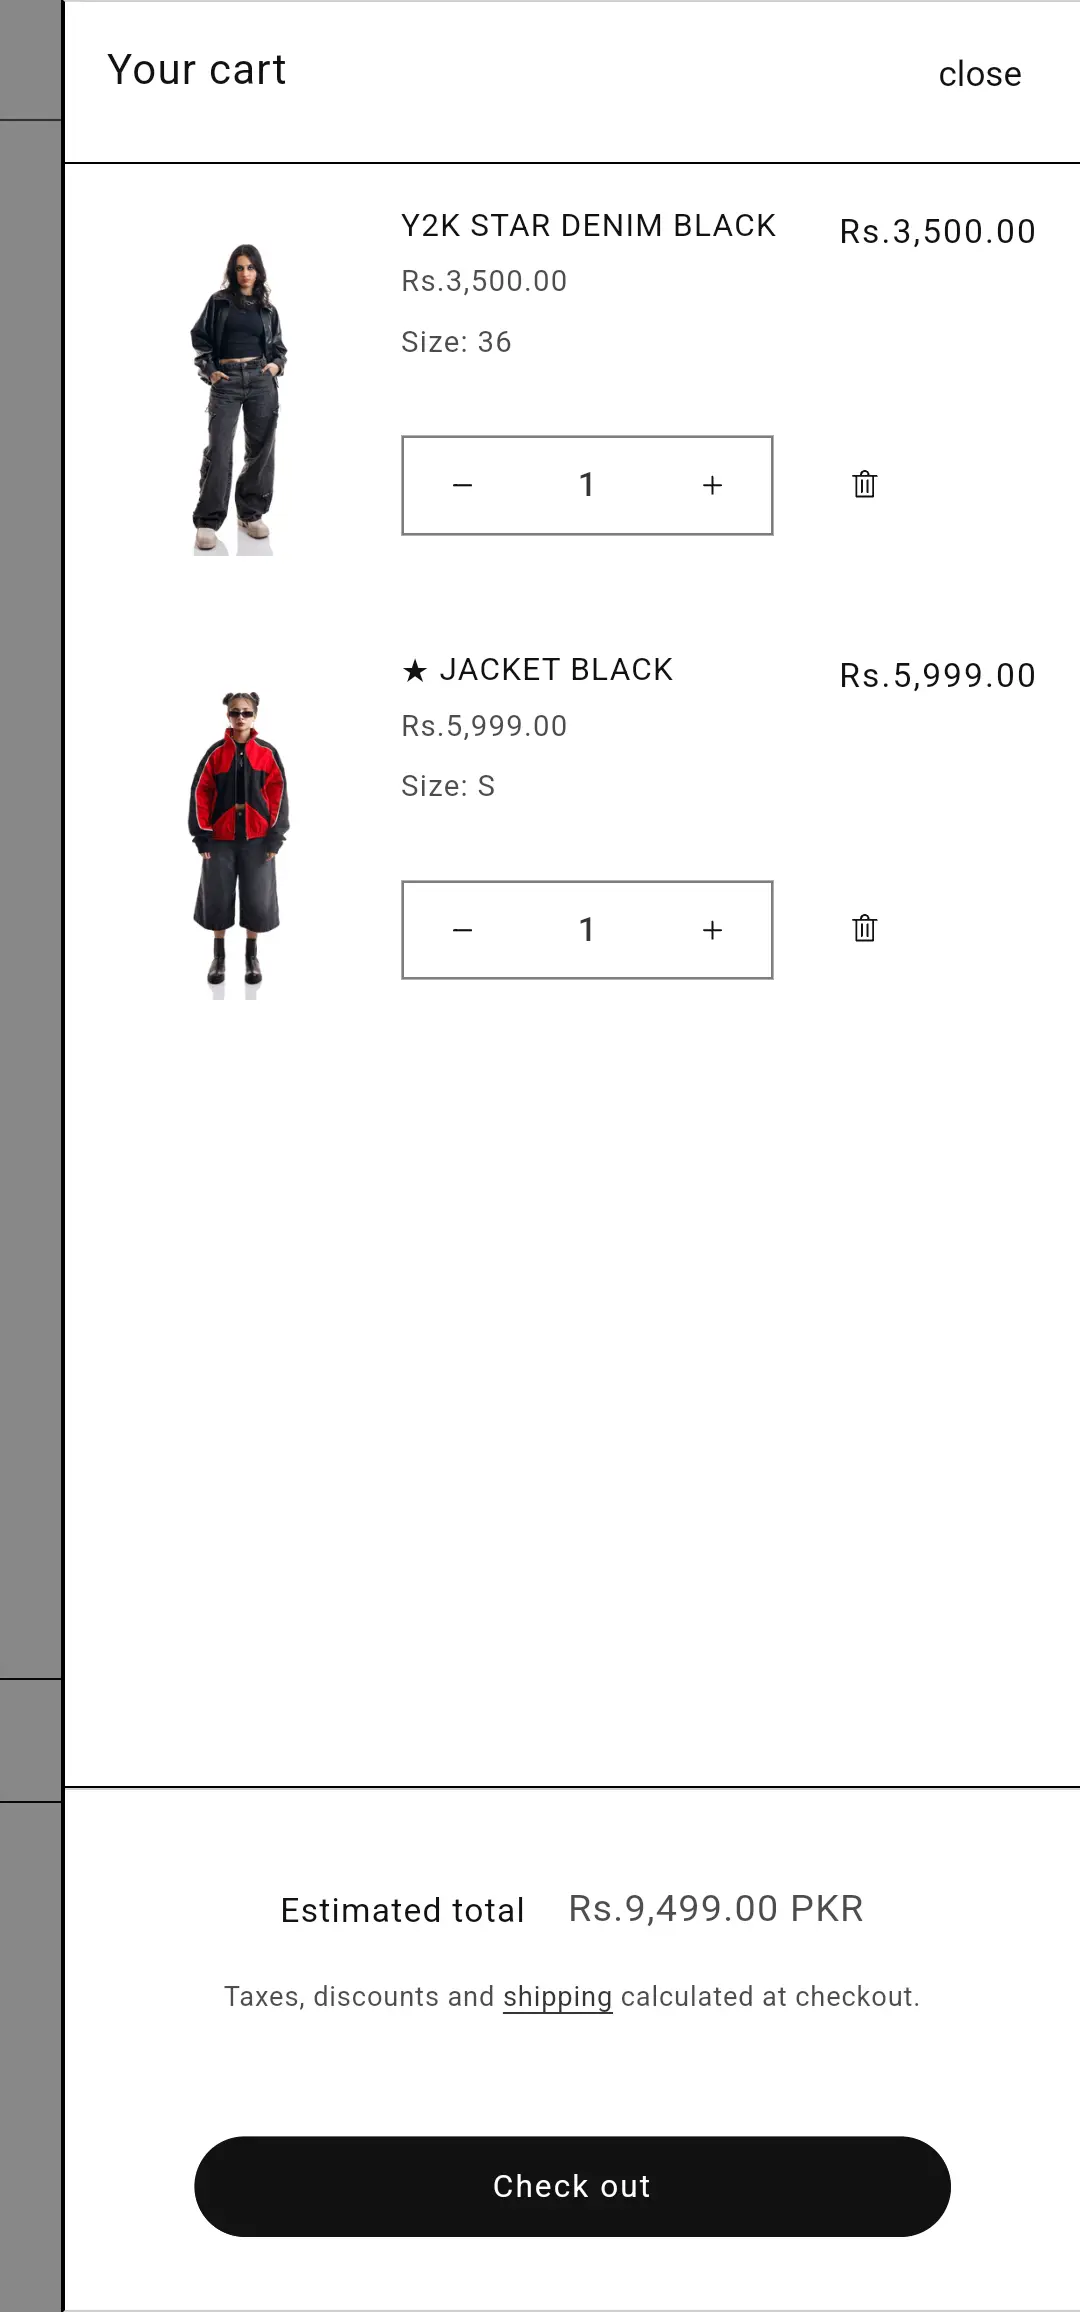 Your cart
close
Y2K STAR DENIM BLACK
Rs.3,500.00
Rs.3,500.00
Size: 36
1
★ JACKET BLACK
Rs.5,999.00
Rs.5,999.00
Size: S
1
Estimated total Rs.9,499.00 PKR
Taxes, discounts and shipping calculated at checkout.
Check out